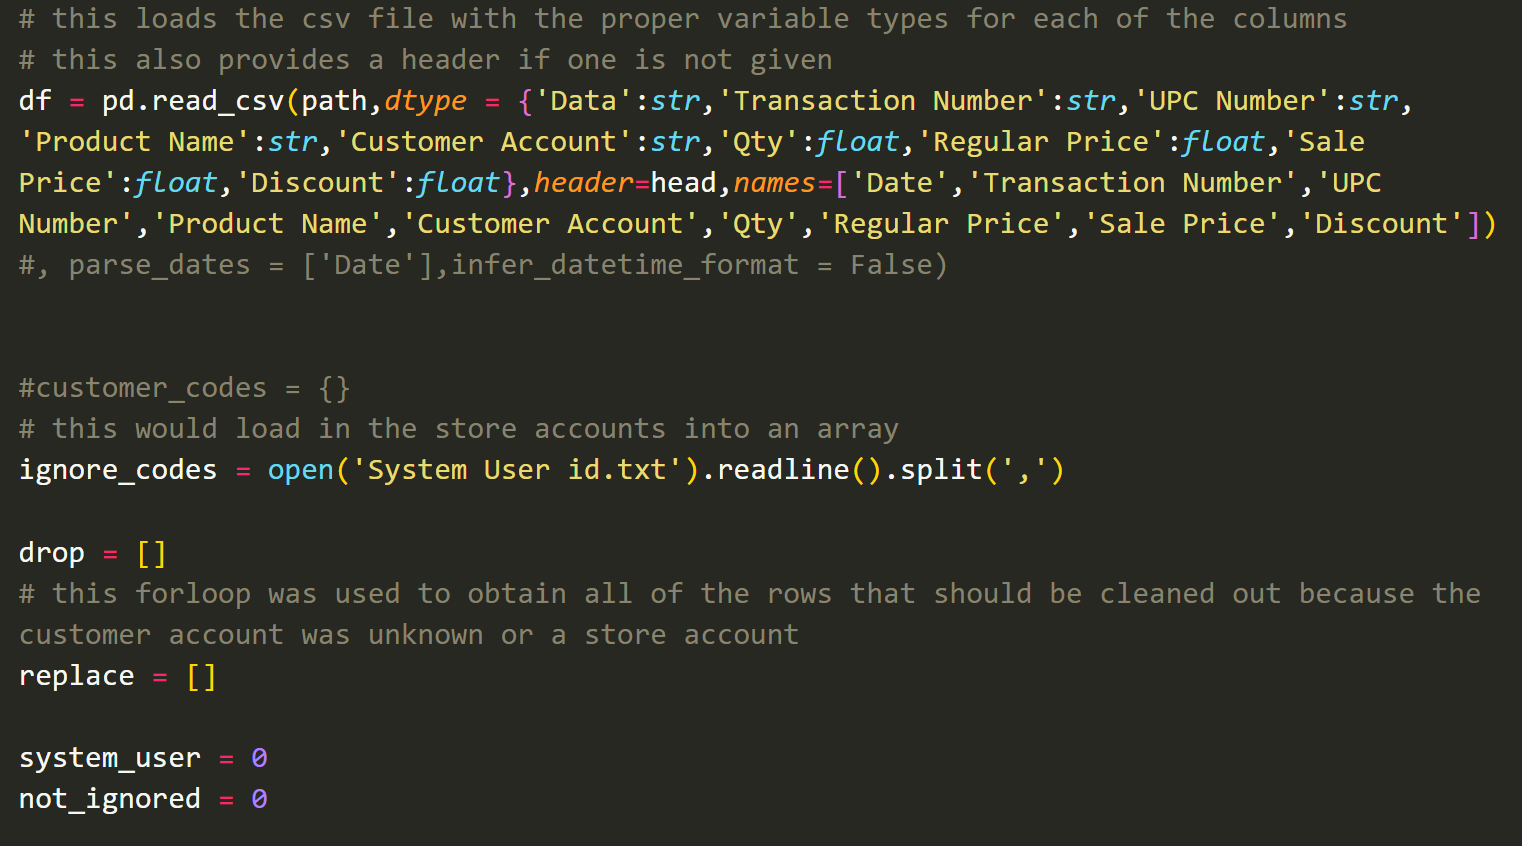 # this loads the csv file with the proper variable types for each of the columns
# this also provides a header if one is not given
df = pd.read_csv(path,dtype = {'Data':str,'Transaction Number':str,'UPC Number':str,
'Product Name':str,'Customer Account':str,'Qty':float,'Regular Price':float,'Sale
Price':float,'Discount':float},header=head,names=['Date','Transaction Number','UPC
Number','Product Name','Customer Account','Qty','Regular Price','Sale Price','Discount'])
#, parse_dates = ['Date'],infer_datetime_format = False)
#customer_codes = {}
# this would load in the store accounts into an array
ignore_codes = open('System User id.txt').readline().split(',')
drop = []
# this forloop was used to obtain all of the rows that should be cleaned out because the
customer account was unknown or a store account
replace = []
system_user = 0
not_ignored = 0